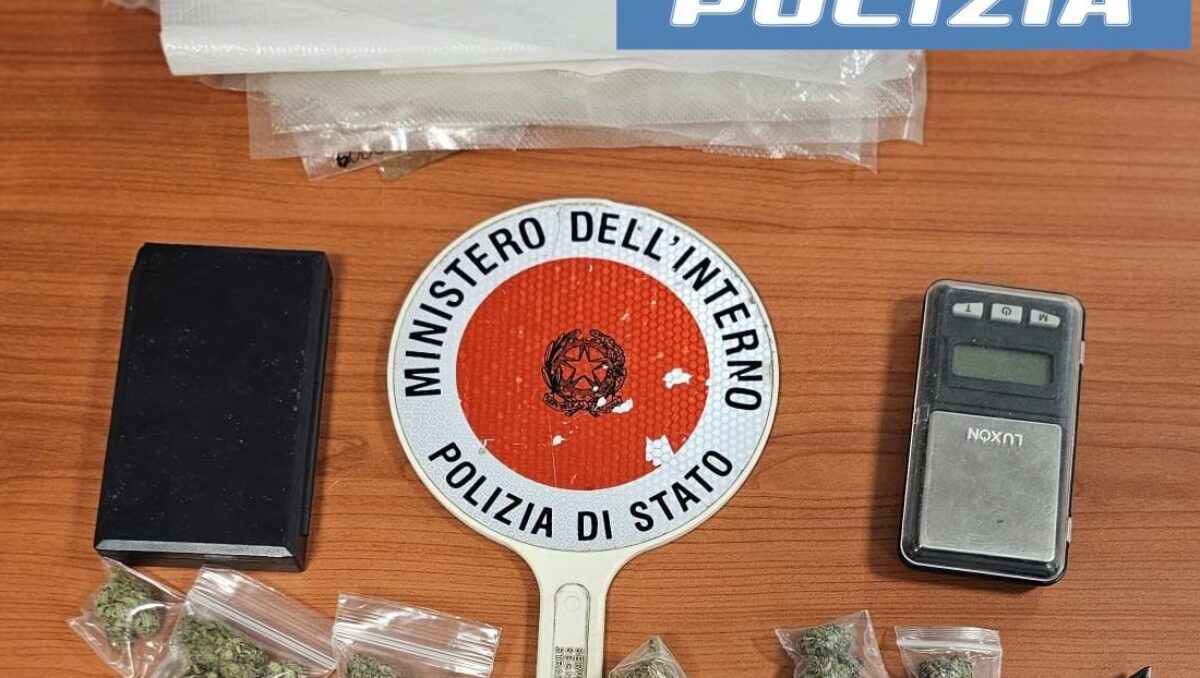 POLIZIA
MINISTERO DELL'INTERNO
POLIZIA DI STATO
T
M
LUXON